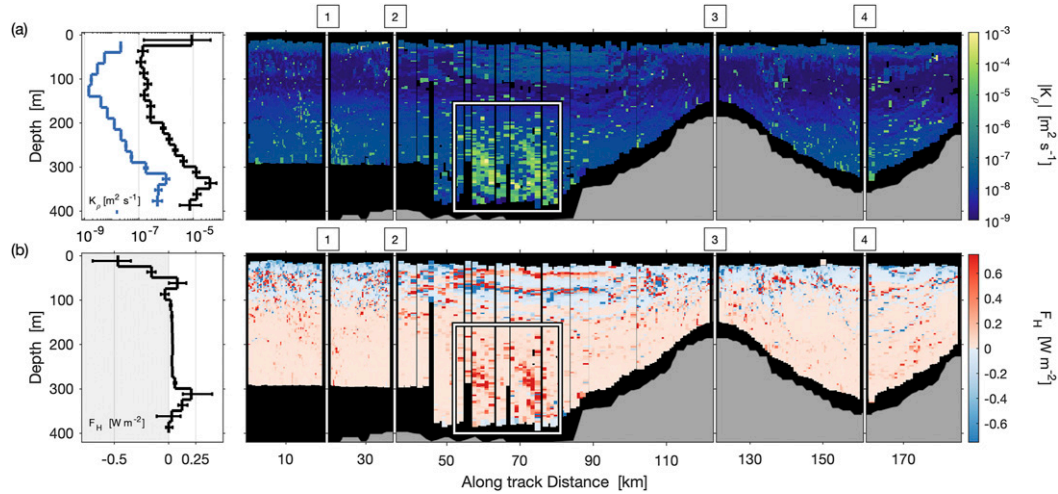 1 2 3 4
(a)
0
100
200
300
400
Depth [m]
K_ρ [m² s⁻¹]
10⁻⁹ 10⁻⁷ 10⁻⁵
10⁻³
10⁻⁴
10⁻⁵
10⁻⁶
10⁻⁷
10⁻⁸
10⁻⁹
|K_ρ| [m² s⁻¹]
1 2 3 4
(b)
0
100
200
300
400
Depth [m]
F_H [W m⁻²]
-0.5 0 0.25
0.6
0.4
0.2
0
-0.2
-0.4
-0.6
F_H [W m⁻²]
10 30 50 70 90 110 130 150 170
Along track Distance [km]